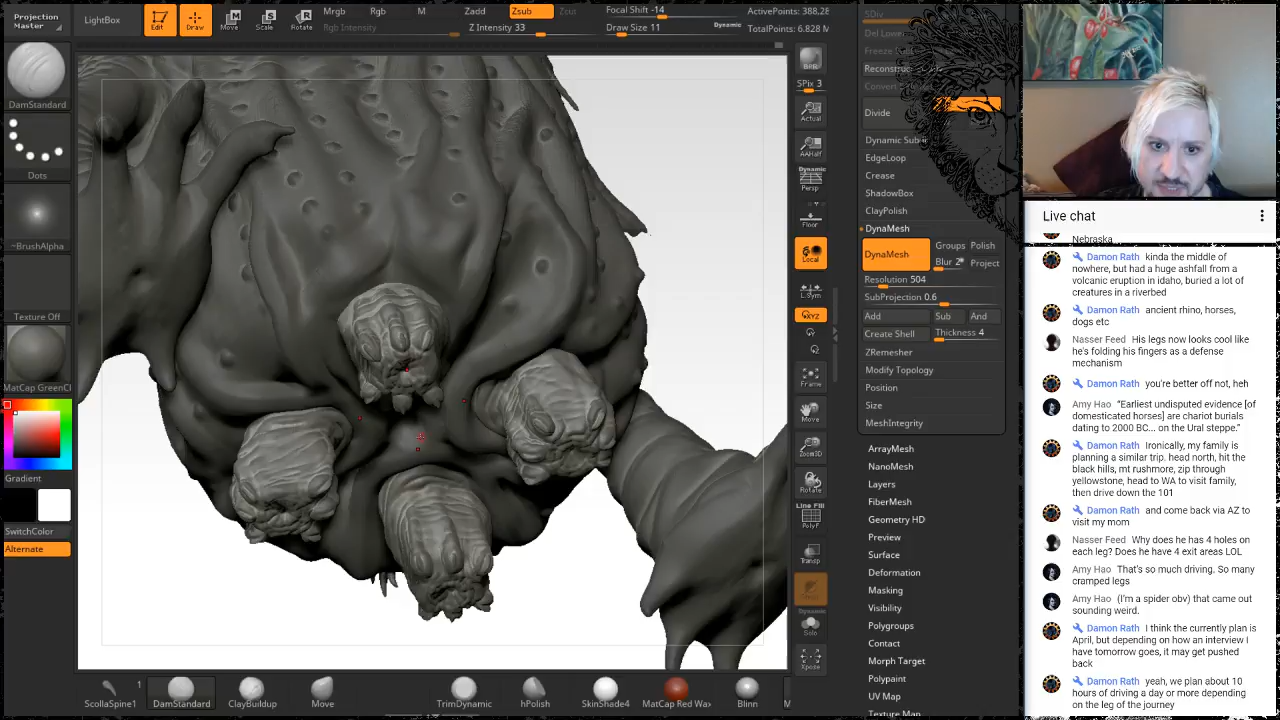 Projection
Master
LightBox
Edit
Draw
Move
Scale
Rotate
Mrgb
Rgb
M
Rgb Intensity
Zadd
Zsub
Zsub
Z Intensity 33
Focal Shift -14
Draw Size 11
Dynamic
ActivePoints: 388,28
TotalPoints: 6.828 M
DamStandard
Dots
~BrushAlpha
Texture Off
MatCap GreenCl
Gradient
SwitchColor
Alternate
BPR
SPix 3
Actual
AAHalf
Dynamic
Persp
Floor
Local
L.Sym
XYZ
Frame
Move
Zoom3D
Rotate
Line Fill
PolyF
Transp
Dynamic
Solo
Xpose
SDiv
Del Lower
Freeze
Reconstruct
Convert
Divide
Dynamic
EdgeLoop
Crease
ShadowBox
ClayPolish
DynaMesh
DynaMesh
Groups
Polish
Blur 2
Project
Resolution 504
SubProjection 0.6
Add
Sub
And
Create Shell
Thickness 4
ZRemesher
Modify Topology
Position
Size
MeshIntegrity
ArrayMesh
NanoMesh
Layers
FiberMesh
Geometry HD
Preview
Surface
Deformation
Masking
Visibility
Polygroups
Contact
Morph Target
Polypaint
UV Map
Texture Map
1
ScollaSpine1
DamStandard
ClayBuildup
Move
TrimDynamic
hPolish
SkinShade4
MatCap Red Wax
Blinn
M
Live chat
Nebraska
Damon Rath kinda the middle of
nowhere, but had a huge ashfall from a
volcanic eruption in idaho, buried a lot of
creatures in a riverbed
Damon Rath ancient rhino, horses,
dogs etc
Nasser Feed His legs now looks cool like
he's folding his fingers as a defense
mechanism
Damon Rath you're better off not, heh
Amy Hao “Earliest undisputed evidence [of
domesticated horses] are chariot burials
dating to 2000 BC... on the Ural steppe.”
Damon Rath Ironically, my family is
planning a similar trip. head north, hit the
black hills, mt rushmore, zip through
yellowstone, head to WA to visit family,
then drive down the 101
Damon Rath and come back via AZ to
visit my mom
Nasser Feed Why does he has 4 holes on
each leg? Does he have 4 exit areas LOL
Amy Hao That's so much driving. So many
cramped legs
Amy Hao (I'm a spider obv) that came out
sounding weird.
Damon Rath I think the currently plan is
April, but depending on how an interview I
have tomorrow goes, it may get pushed
back
Damon Rath yeah, we plan about 10
hours of driving a day or more depending
on the leg of the journey